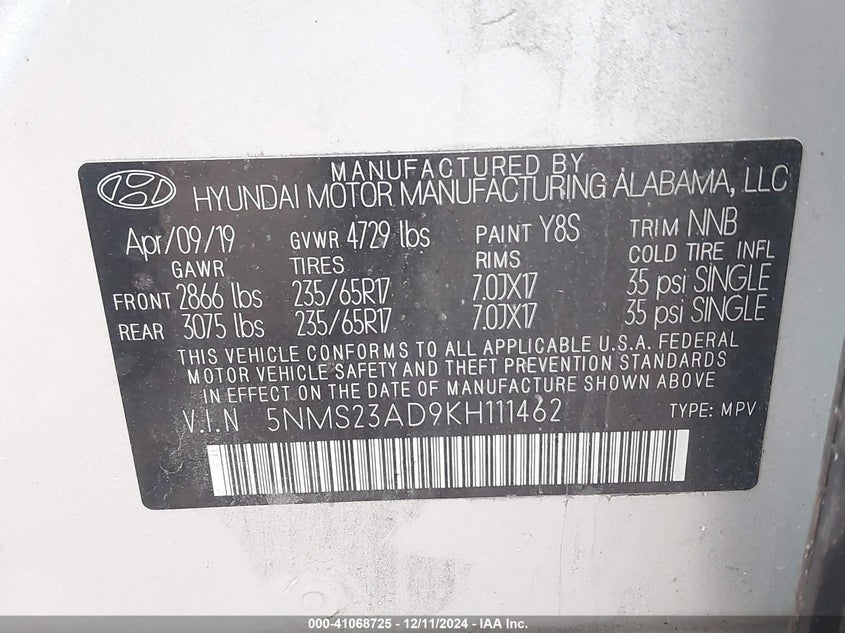 MANUFACTURED BY
HYUNDAI MOTOR MANUFACTURING ALABAMA, LLC
Apr/09/19 GVWR 4729 lbs PAINT Y8S TRIM NNB
GAWR TIRES RIMS COLD TIRE INFL
FRONT 2866 lbs 235/65R17 7.0JX17 35 psi SINGLE
REAR 3075 lbs 235/65R17 7.0JX17 35 psi SINGLE
THIS VEHICLE CONFORMS TO ALL APPLICABLE U.S.A. FEDERAL
MOTOR VEHICLE SAFETY AND THEFT PREVENTION STANDARDS
IN EFFECT ON THE DATE OF MANUFACTURE SHOWN ABOVE
V.I.N 5NMS23AD9KH111462 TYPE: MPV
000-41068725 - 12/11/2024 - IAA Inc.